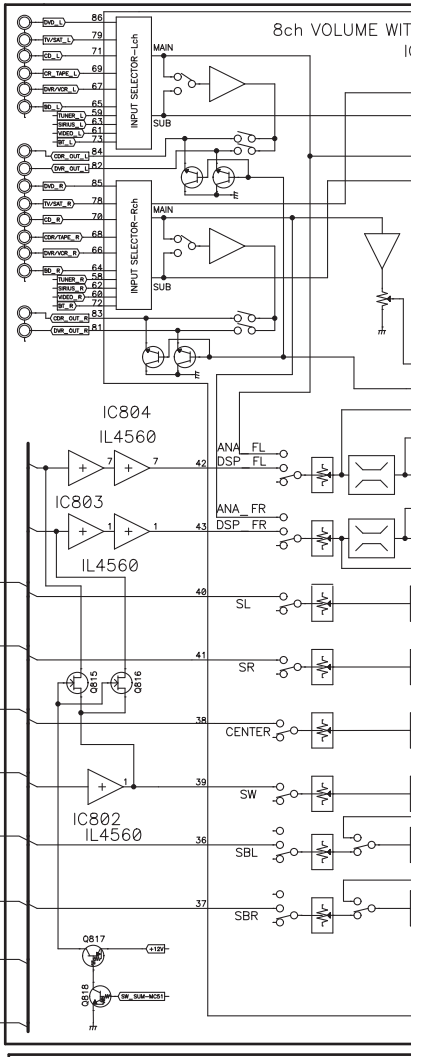 8ch VOLUME WIT
DVD_L 86
TV/SAT_L 79
CD_L 71
CR_TAPE_L 69
DVR/VCR_L 67
BD_L 65
TUNER_L 59
SIRIUS_L 63
VIDEO_L 61
BT_L 73
CDR_OUT_L 84
DVR_OUT_L 82
INPUT SELECTOR-Lch
MAIN
SUB
DVD_R 85
TV/SAT_R 78
CD_R 70
CDR/TAPE_R 68
DVR/VCR_R 66
BD_R 64
TUNER_R 58
SIRIUS_R 62
VIDEO_R 60
BT_R 72
CDR_OUT_R 83
DVR_OUT_R 81
INPUT SELECTOR-Rch
MAIN
SUB
IC804
IL4560
7 7 42
ANA_FL
DSP_FL
IC803
1 1 43
ANA_FR
DSP_FR
IL4560
40 SL
41 SR
Q815
Q816
38 CENTER
1 39 SW
IC802
IL4560
36 SBL
37 SBR
Q817
+12V
Q818
SW_SUM-MC51